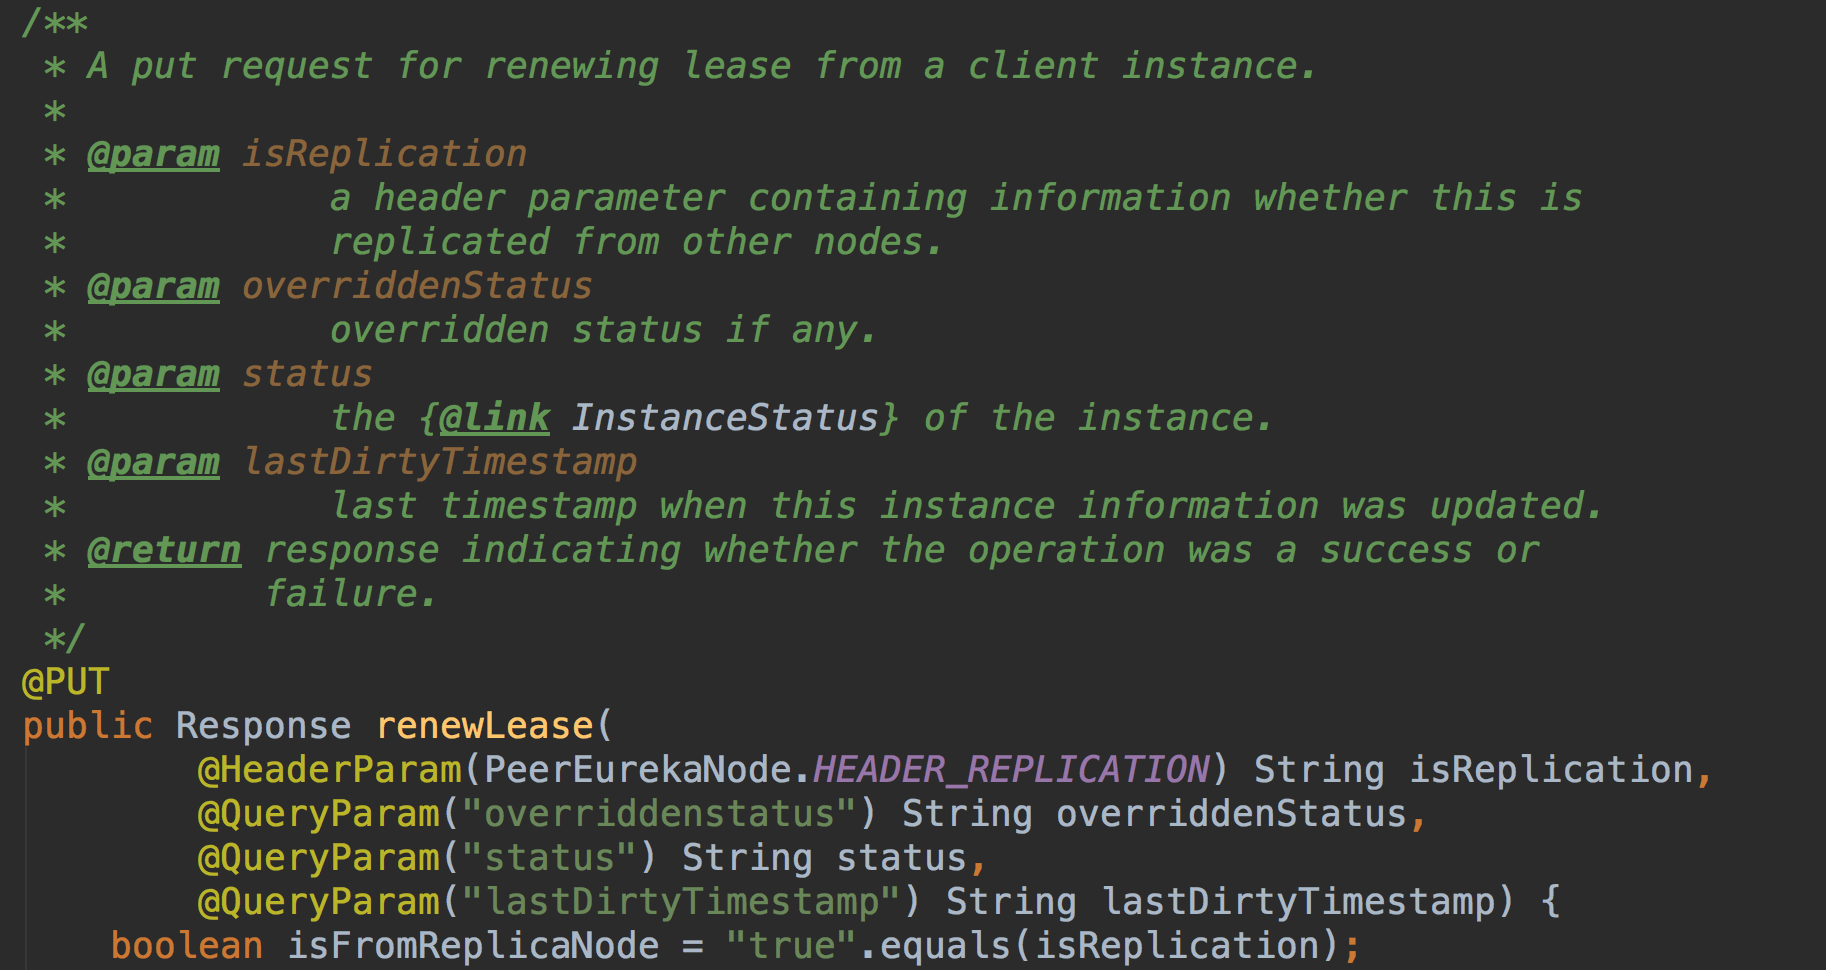 /**
 * A put request for renewing lease from a client instance.
 *
 * @param isReplication
 *            a header parameter containing information whether this is
 *            replicated from other nodes.
 * @param overriddenStatus
 *            overridden status if any.
 * @param status
 *            the {@link InstanceStatus} of the instance.
 * @param lastDirtyTimestamp
 *            last timestamp when this instance information was updated.
 * @return response indicating whether the operation was a success or
 *         failure.
 */
@PUT
public Response renewLease(
        @HeaderParam(PeerEurekaNode.HEADER_REPLICATION) String isReplication,
        @QueryParam("overriddenstatus") String overriddenStatus,
        @QueryParam("status") String status,
        @QueryParam("lastDirtyTimestamp") String lastDirtyTimestamp) {
    boolean isFromReplicaNode = "true".equals(isReplication);